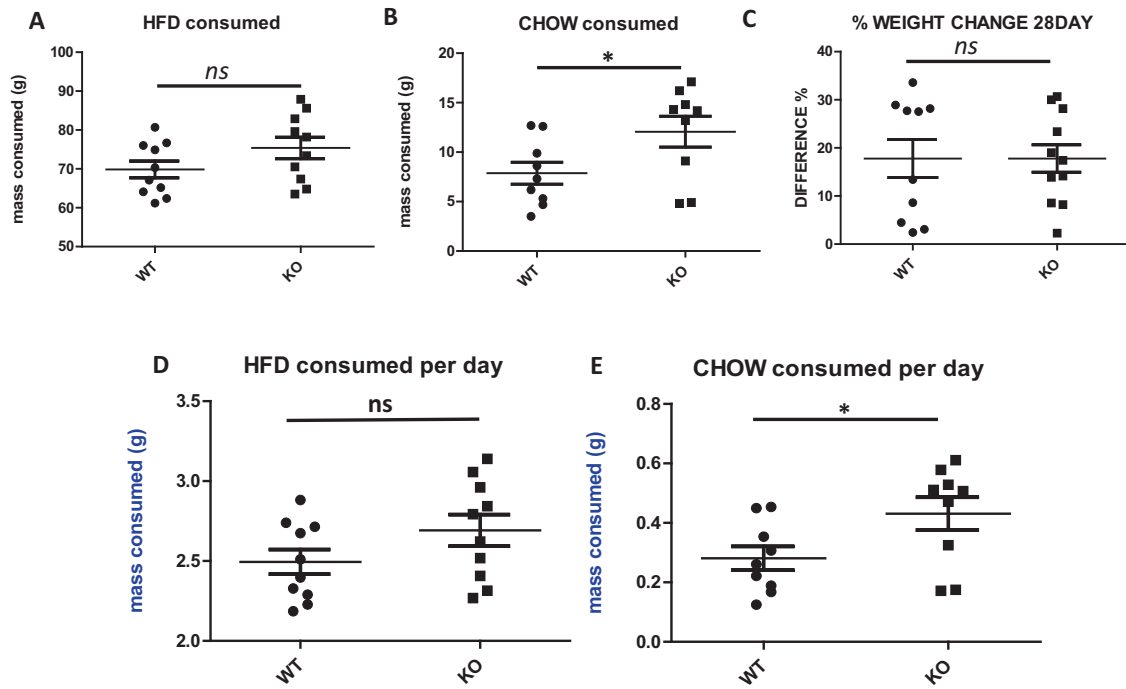 A
HFD consumed
mass consumed (g)
100
90
80
70
60
50
ns
WT
KO
B
CHOW consumed
mass consumed (g)
20
15
10
5
0
*
WT
KO
C
% WEIGHT CHANGE 28DAY
DIFFERENCE %
40
30
20
10
0
ns
WT
KO
D
HFD consumed per day
mass consumed (g)
3.5
3.0
2.5
2.0
ns
WT
KO
E
CHOW consumed per day
mass consumed (g)
0.8
0.6
0.4
0.2
0.0
*
WT
KO